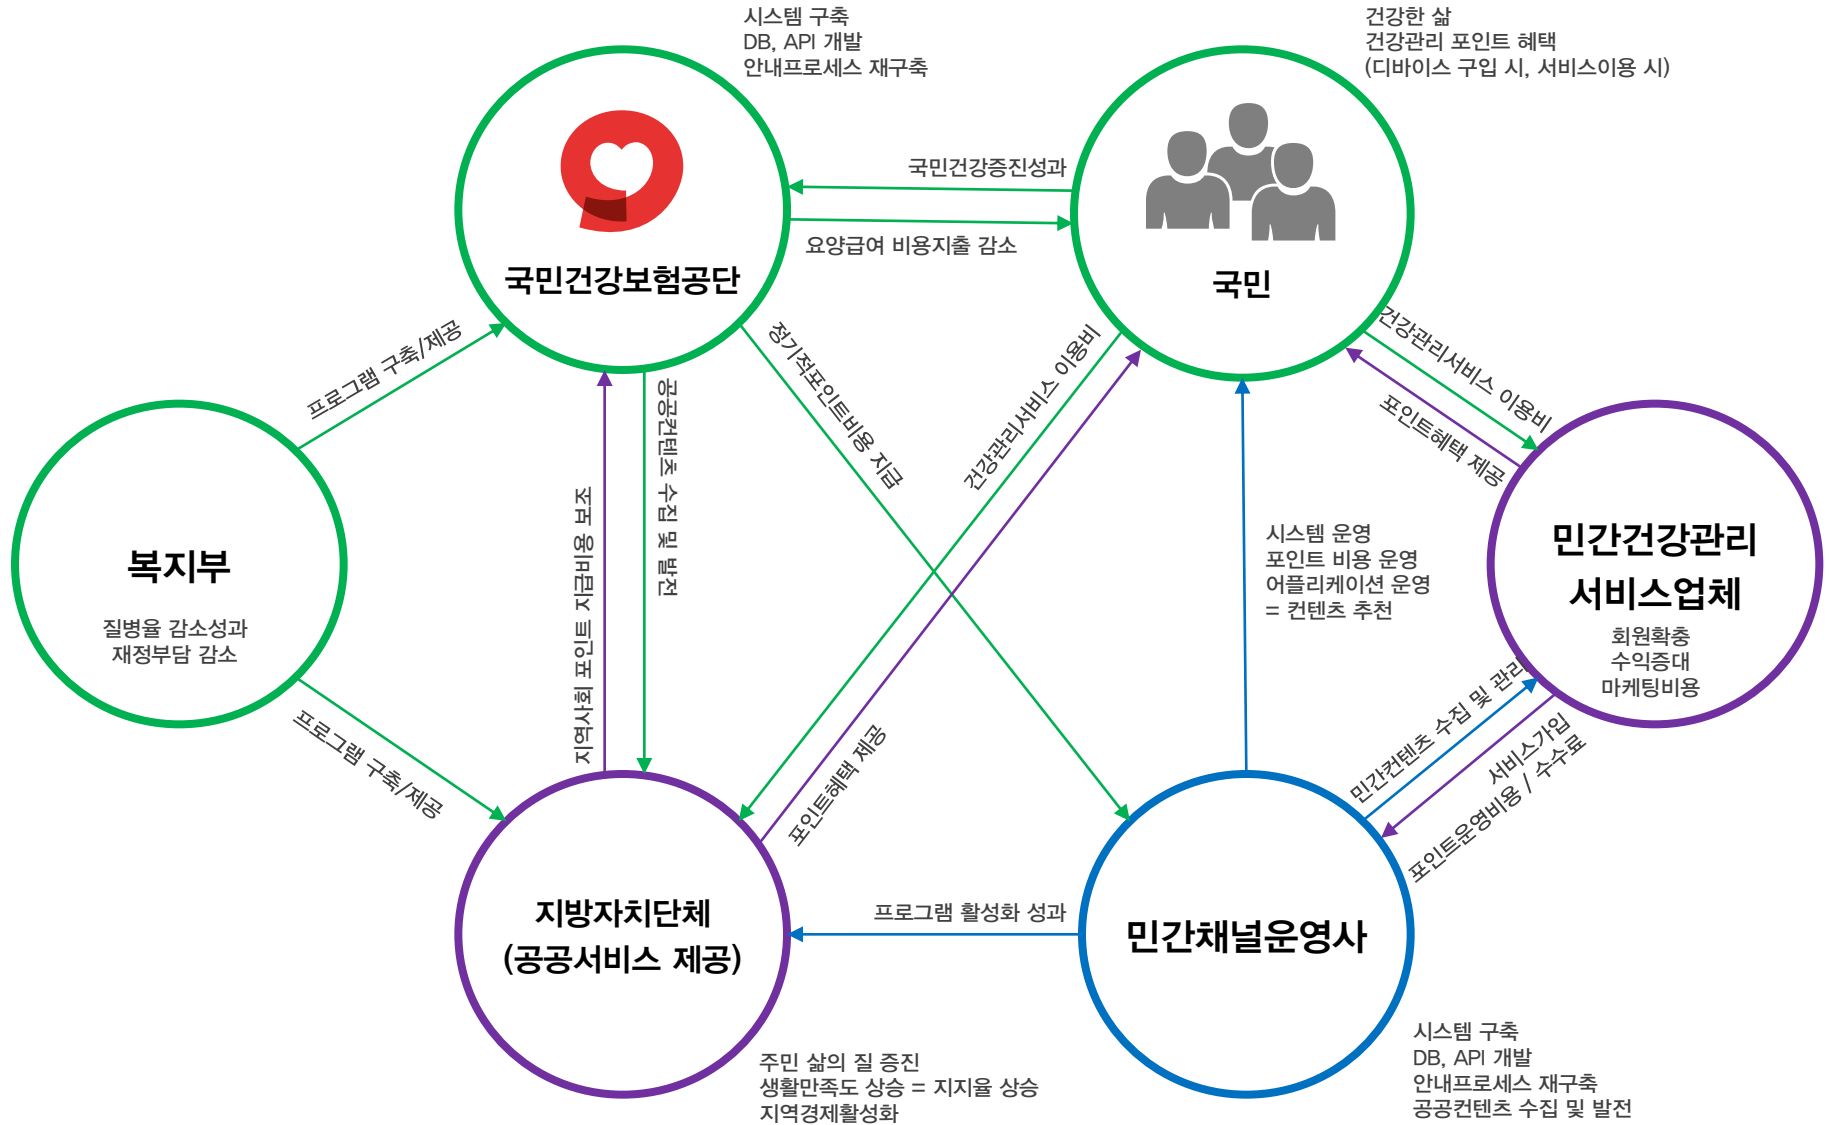 시스템 구축
DB, API 개발
안내프로세스 재구축
건강한 삶
건강관리 포인트 혜택
(디바이스 구입 시, 서비스이용 시)
국민건강보험공단
국민건강증진성과
요양급여 비용지출 감소
국민
프로그램 구축/제공
공공컨텐츠 수집 및 발전
지역사회 포인트 지급비용 보조
정기적포인트비용 지급
건강관리서비스 이용비
건강관리서비스 이용비
포인트혜택 제공
복지부
질병율 감소성과
재정부담 감소
시스템 운영
포인트 비용 운영
어플리케이션 운영
= 컨텐츠 추천
민간건강관리
서비스업체
회원확충
수익증대
마케팅비용
프로그램 구축/제공
포인트혜택 제공
민간컨텐츠 수집 및 관리
서비스가입
포인트운영비용 / 수수료
지방자치단체
(공공서비스 제공)
프로그램 활성화 성과
민간채널운영사
주민 삶의 질 증진
생활만족도 상승 = 지지율 상승
지역경제활성화
시스템 구축
DB, API 개발
안내프로세스 재구축
공공컨텐츠 수집 및 발전